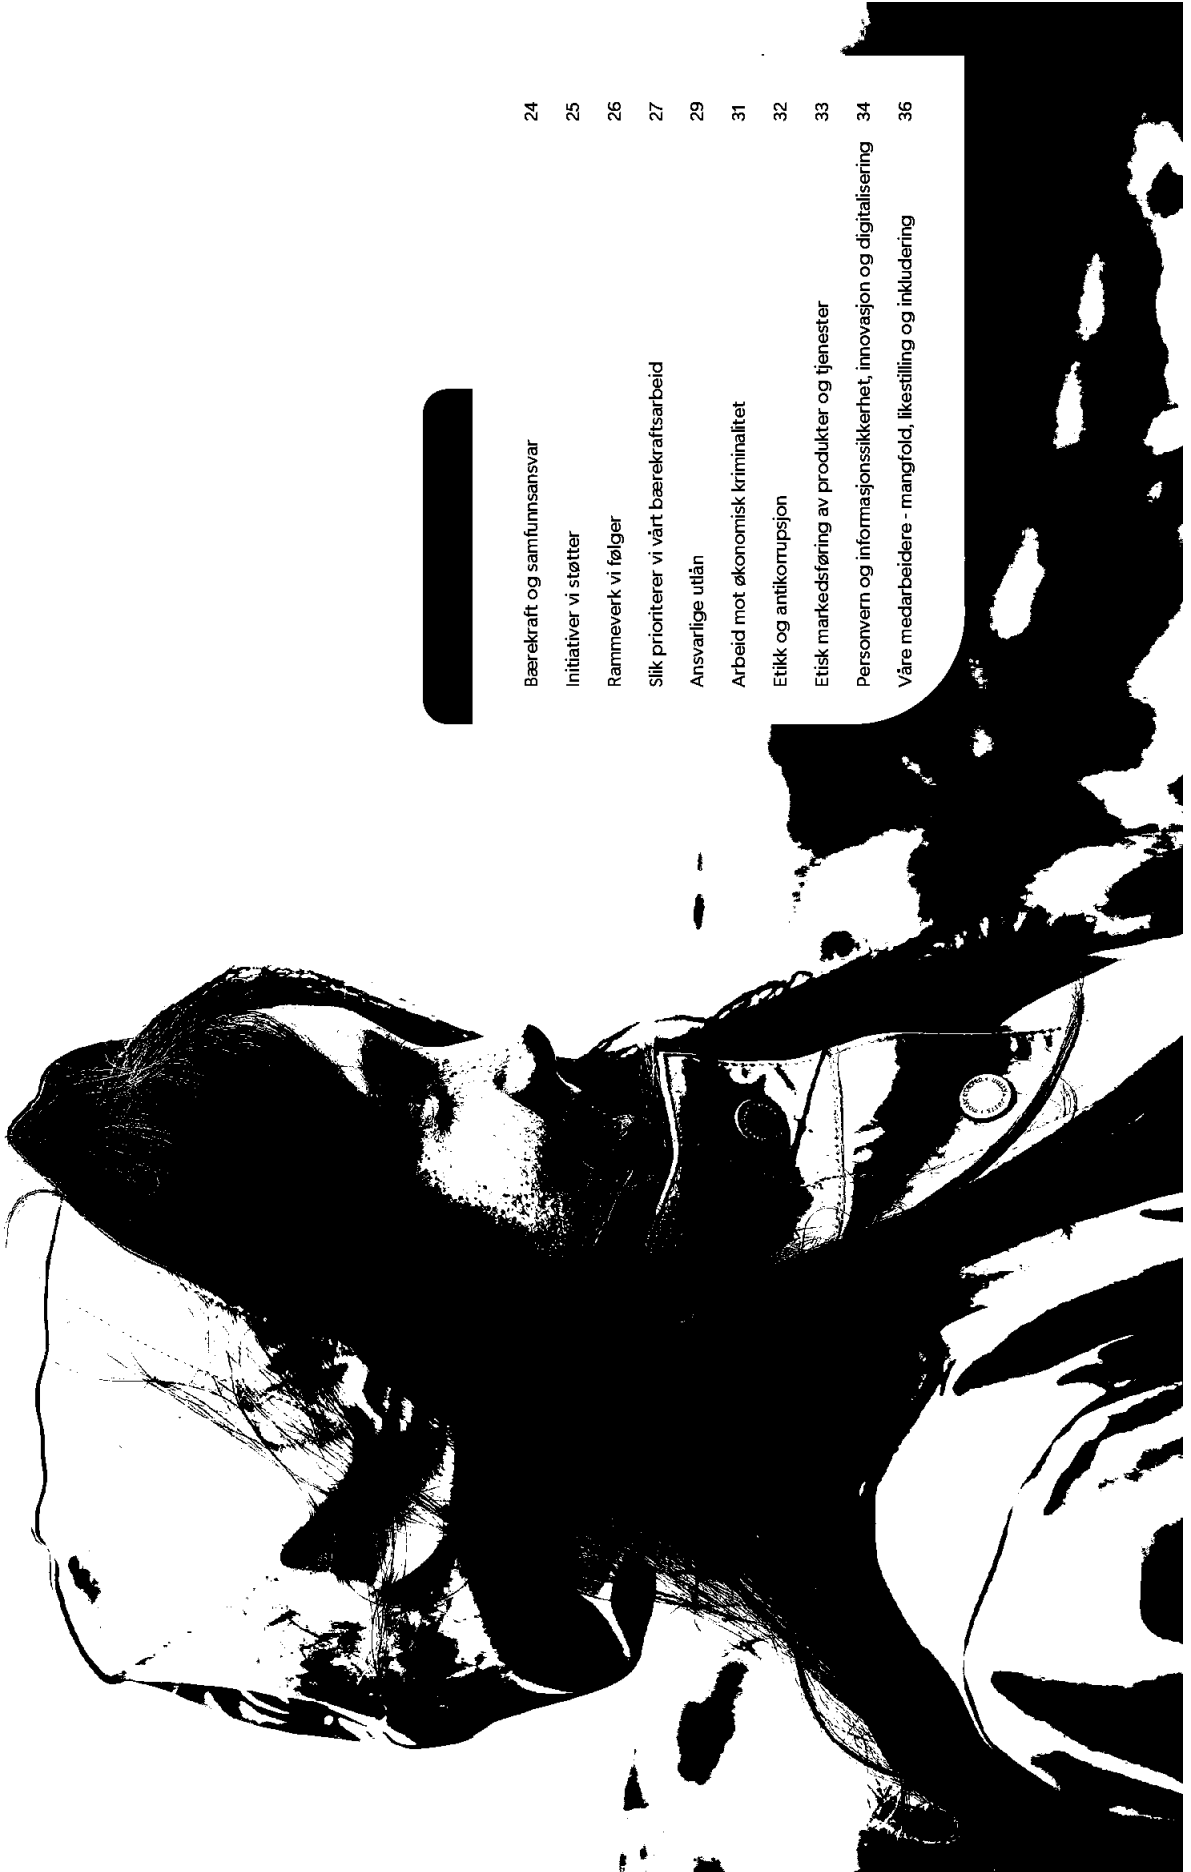 Bærekraft og samfunnsansvar 24
Initiativer vi støtter 25
Rammeverk vi følger 26
Slik prioriterer vi vårt bærekraftsarbeid 27
Ansvarlige utlån 29
Arbeid mot økonomisk kriminalitet 31
Etikk og antikorrupsjon 32
Etisk markedsføring av produkter og tjenester 33
Personvern og informasjonssikkerhet, innovasjon og digitalisering 34
Våre medarbeidere - mangfold, likestilling og inkludering 36